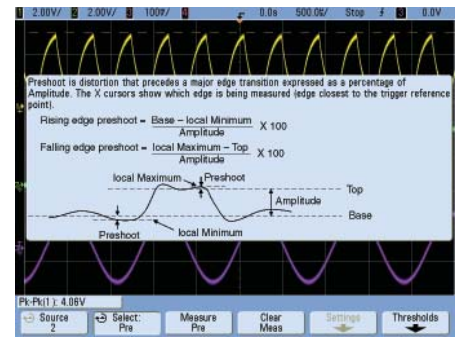 1 2.00V/ 2 2.00V/ 3 100%/ 4 0.0s 500.0%/ Stop 3 0.0V
Preshoot is distortion that precedes a major edge transition expressed as a percentage of
Amplitude. The X cursors show which edge is being measured (edge closest to the trigger reference
point).
Rising edge preshoot = Base – local Minimum
Amplitude
X 100
Falling edge preshoot = local Maximum – Top
Amplitude
X 100
local Maximum
Preshoot
Top
Amplitude
Base
Preshoot
local Minimum
Pk-Pk(1): 4.06V
Source
2
Select:
Pre
Measure
Pre
Clear
Meas
Settings
Thresholds